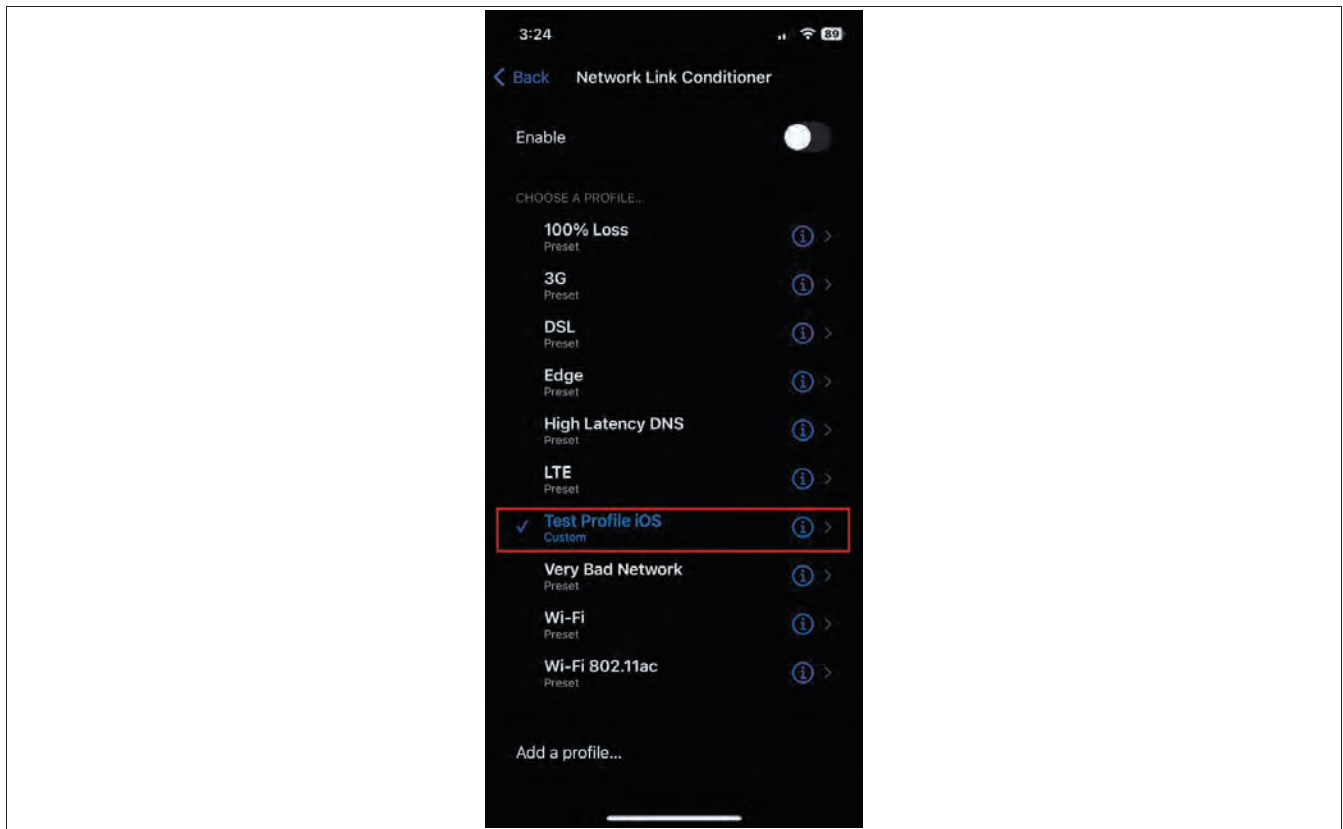 3:24
89
Back
Network Link Conditioner
Enable
CHOOSE A PROFILE...
100% Loss
Preset
3G
Preset
DSL
Preset
Edge
Preset
High Latency DNS
Preset
LTE
Preset
Test Profile iOS
Custom
Very Bad Network
Preset
Wi-Fi
Preset
Wi-Fi 802.11ac
Preset
Add a profile...